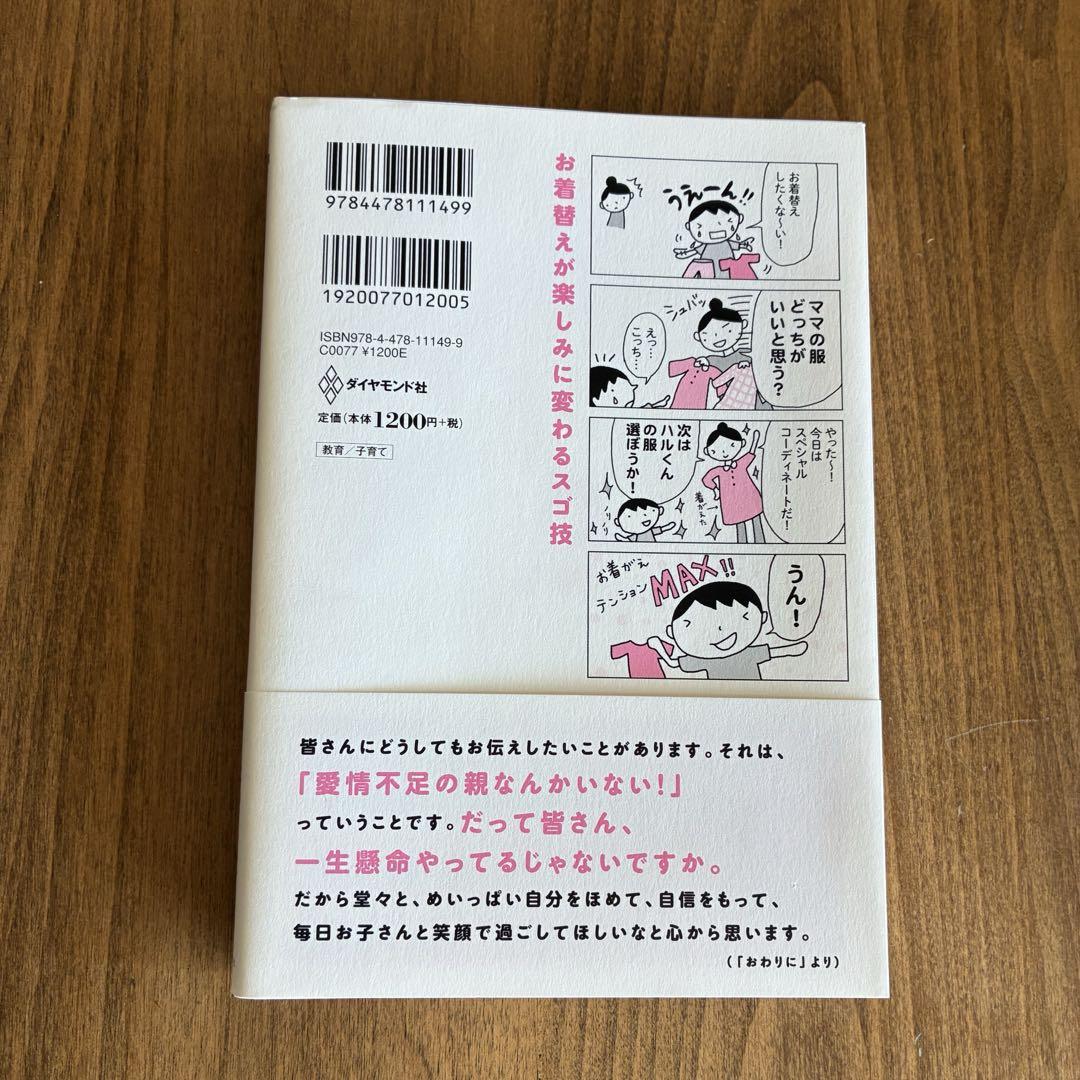 9784478111499
1920077012005
ISBN978-4-478-11149-9
C0077 ¥1200E
ダイヤモンド社
定価(本体1200円+税)
教育/子育て
お着替えが楽しみに変わるスゴ技
お着替え
したくな〜い!
うえーん!!
ママの服
どっちが
いいと思う?
シュバッ
えっ…
こっち…
やった〜!
今日は
スペシャル
コーディネートだ!
着がえた
次は
ハルくん
の服
選ぼうか!
ノリノリ
うん!
お着がえ
テンション
MAX!!
皆さんにどうしてもお伝えしたいことがあります。それは、
「愛情不足の親なんかいない!」
っていうことです。だって皆さん、
一生懸命やってるじゃないですか。
だから堂々と、めいっぱい自分をほめて、自信をもって、
毎日お子さんと笑顔で過ごしてほしいなと心から思います。
(「おわりに」より)